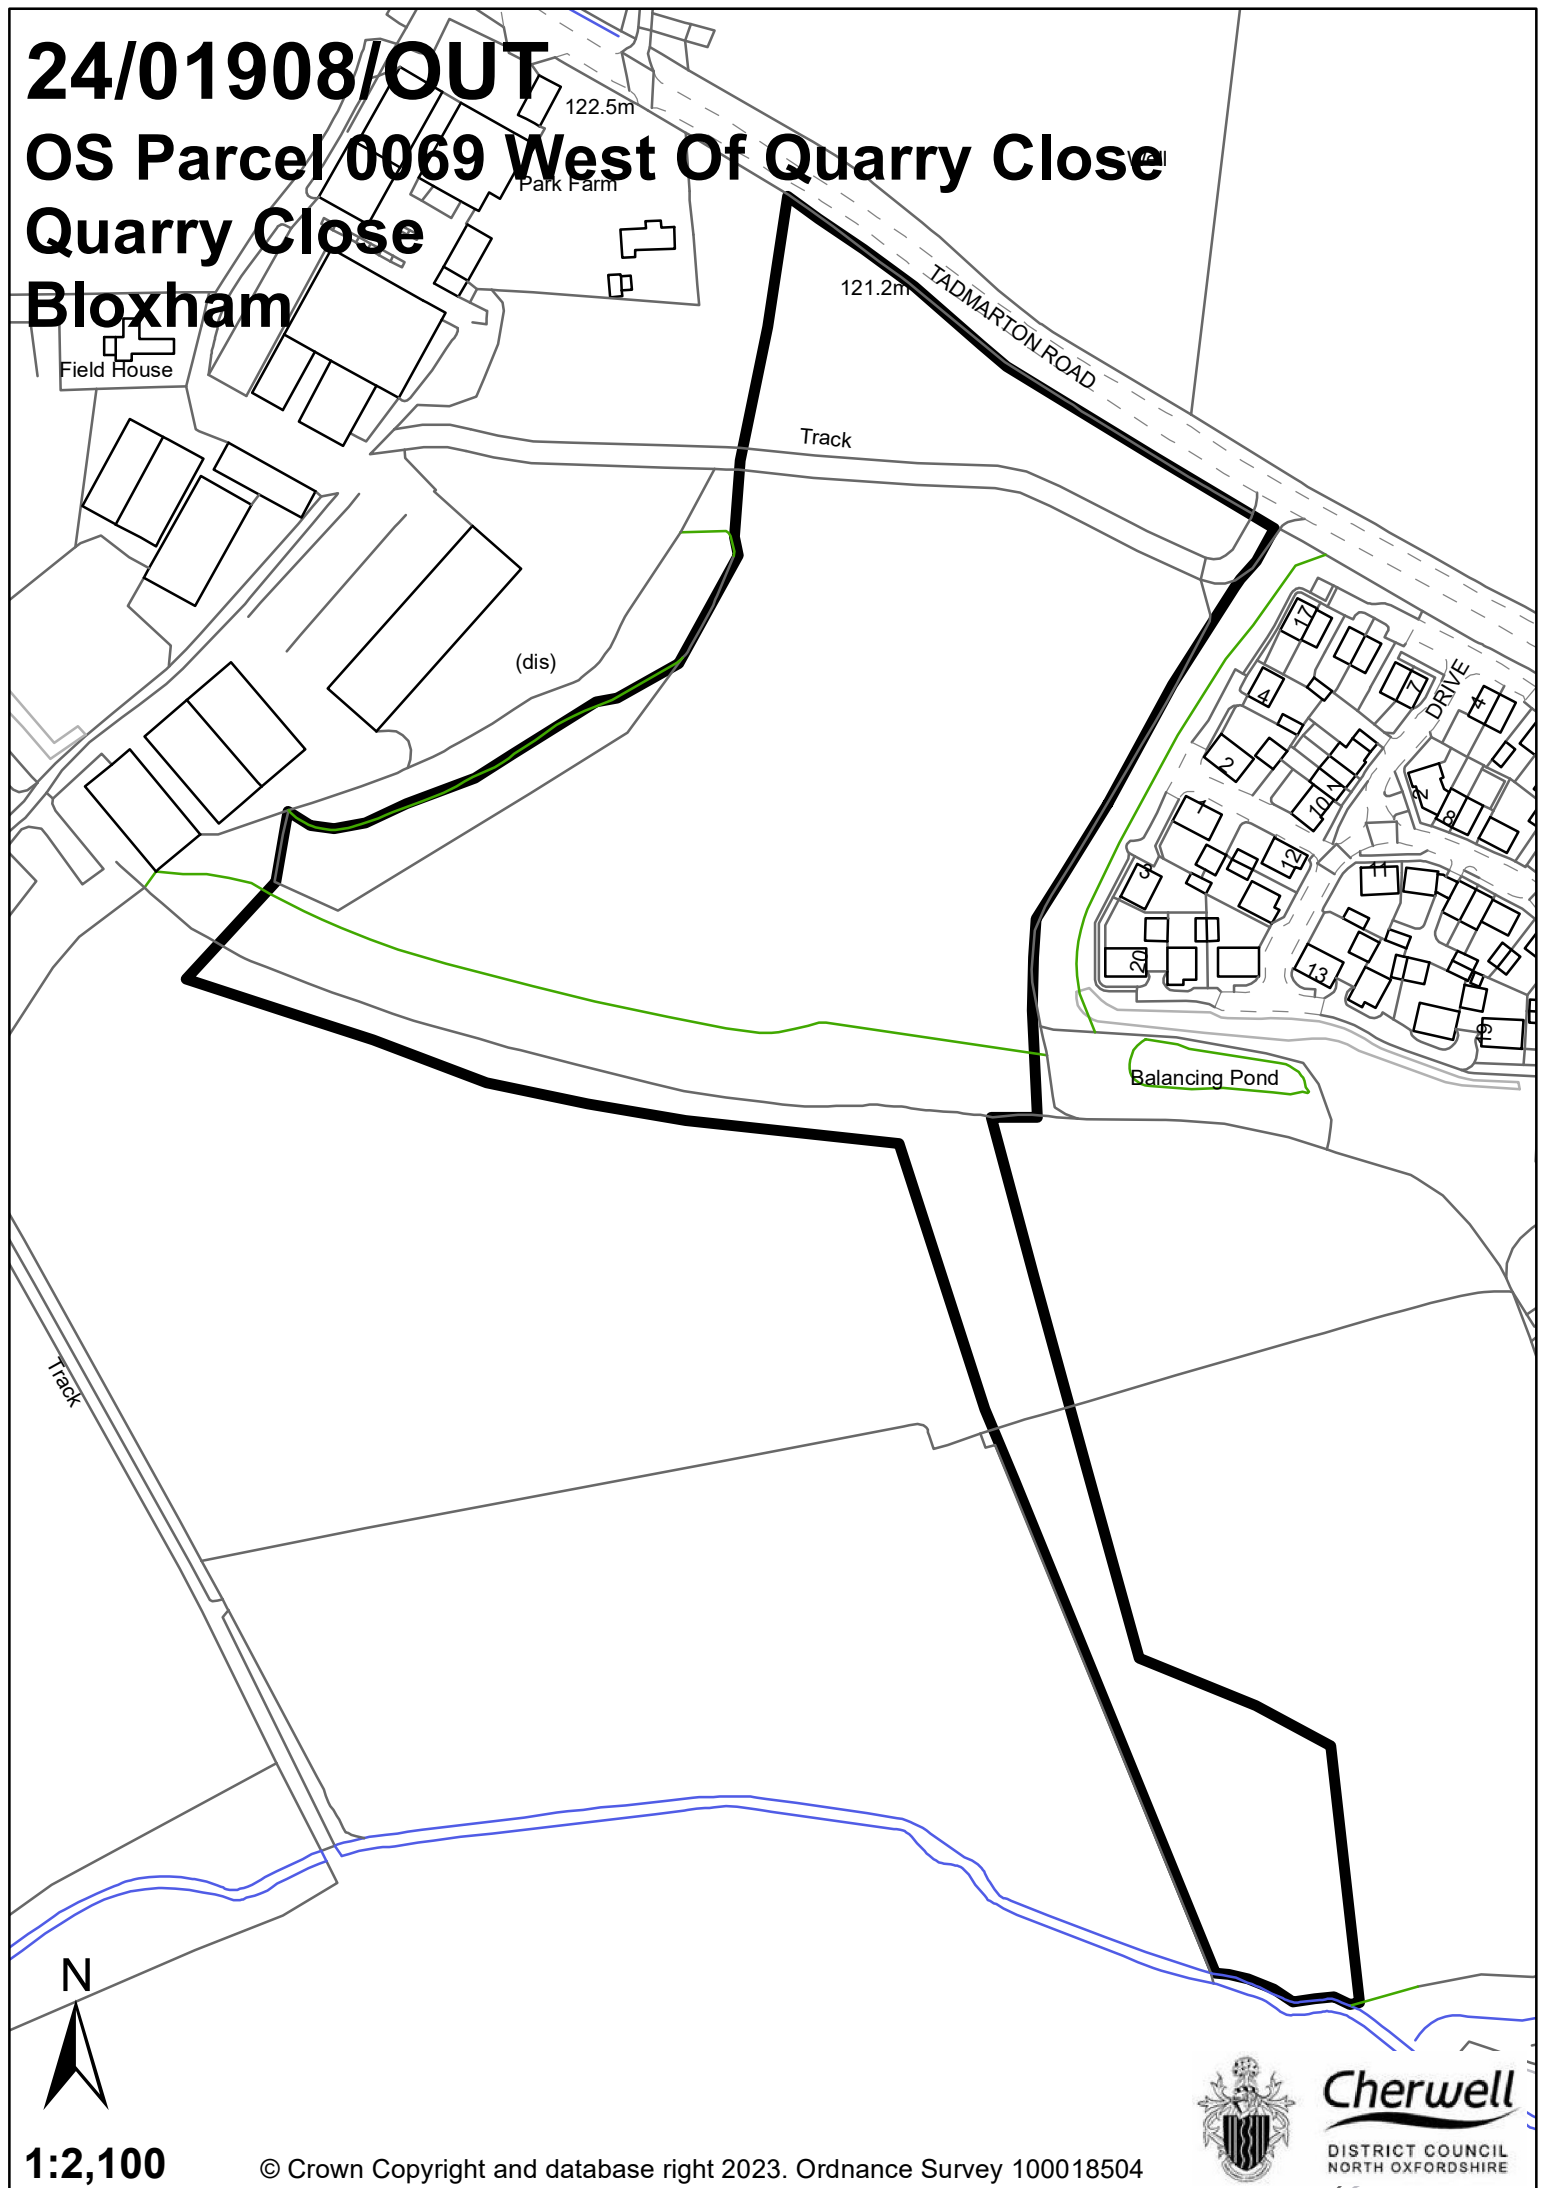 24/01908/OUT
OS Parcel 0069 West Of Quarry Close
Quarry Close
Bloxham
122.5m
Well
Park Farm
121.2m
TADMARTON ROAD
Field House
Track
(dis)
17
4
7
DRIVE
4
2
2
10
1
8
1
12
3
11
20
13
19
Balancing Pond
Track
N
Cherwell
DISTRICT COUNCIL
NORTH OXFORDSHIRE
1:2,100
© Crown Copyright and database right 2023. Ordnance Survey 100018504